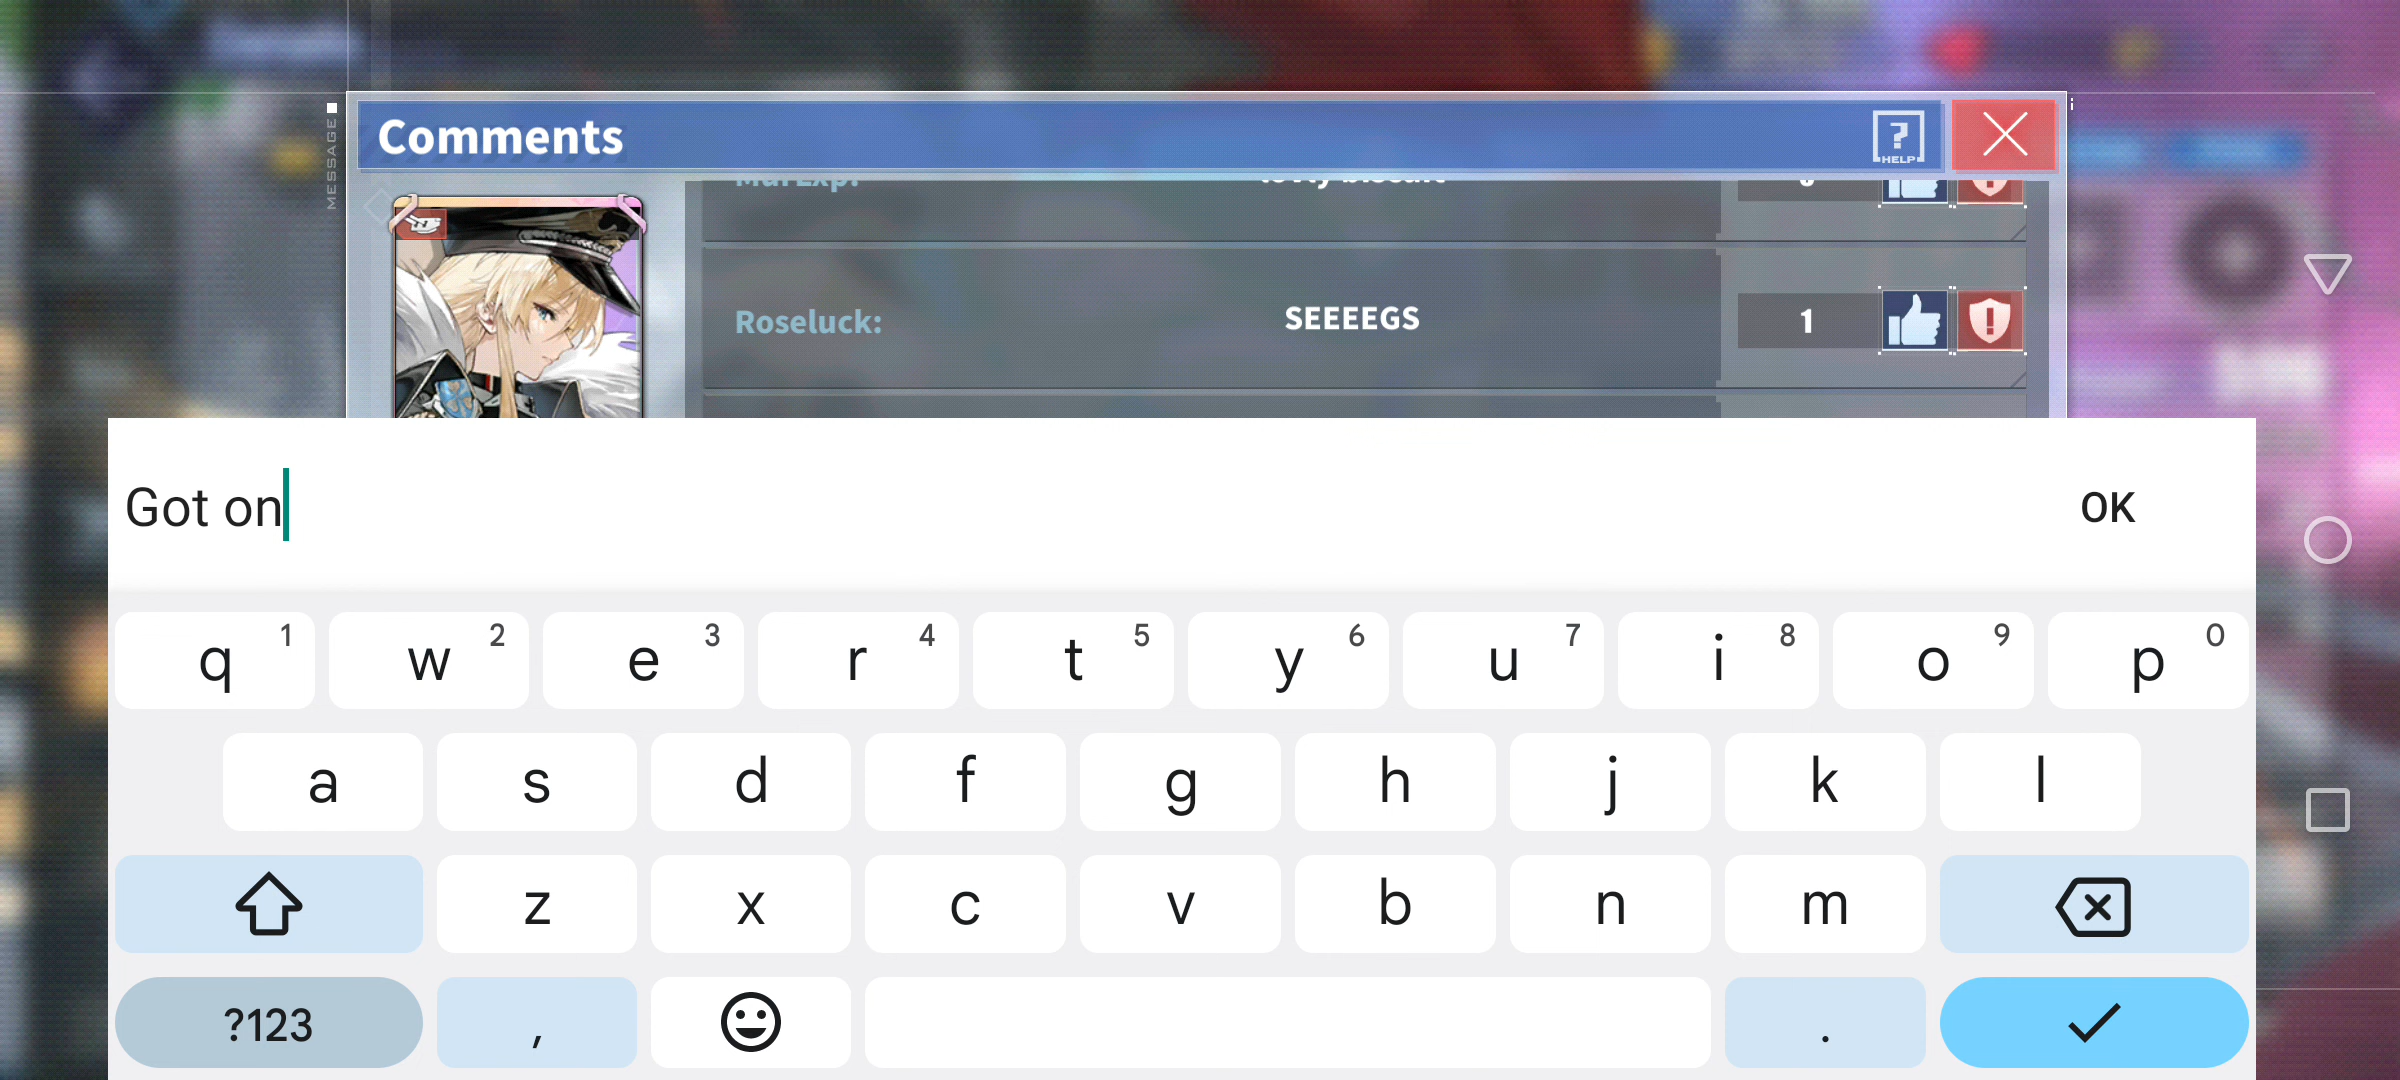 MESSAGE
Comments
HELP
Roseluck:
SEEEEGS
1
Got on
OK
q 1 w 2 e 3 r 4 t 5 y 6 u 7 i 8 o 9 p 0
a s d f g h j k l
z x c v b n m
?123 , .